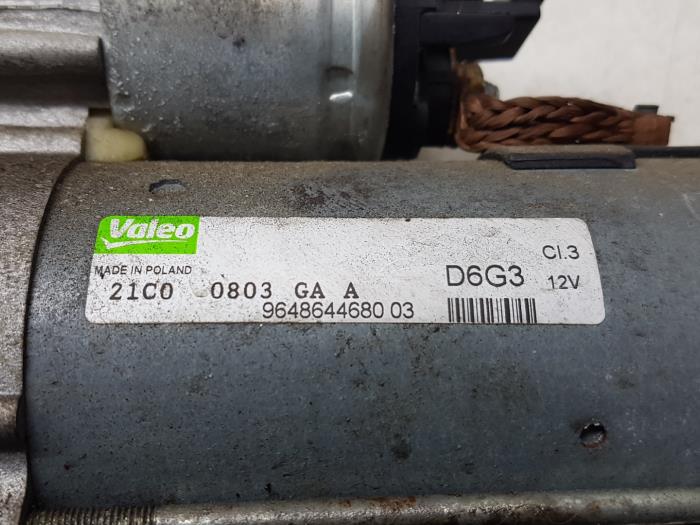 Valeo
MADE IN POLAND
21C0 0803 GA A
9648644680 03
D6G3
Cl.3
12V